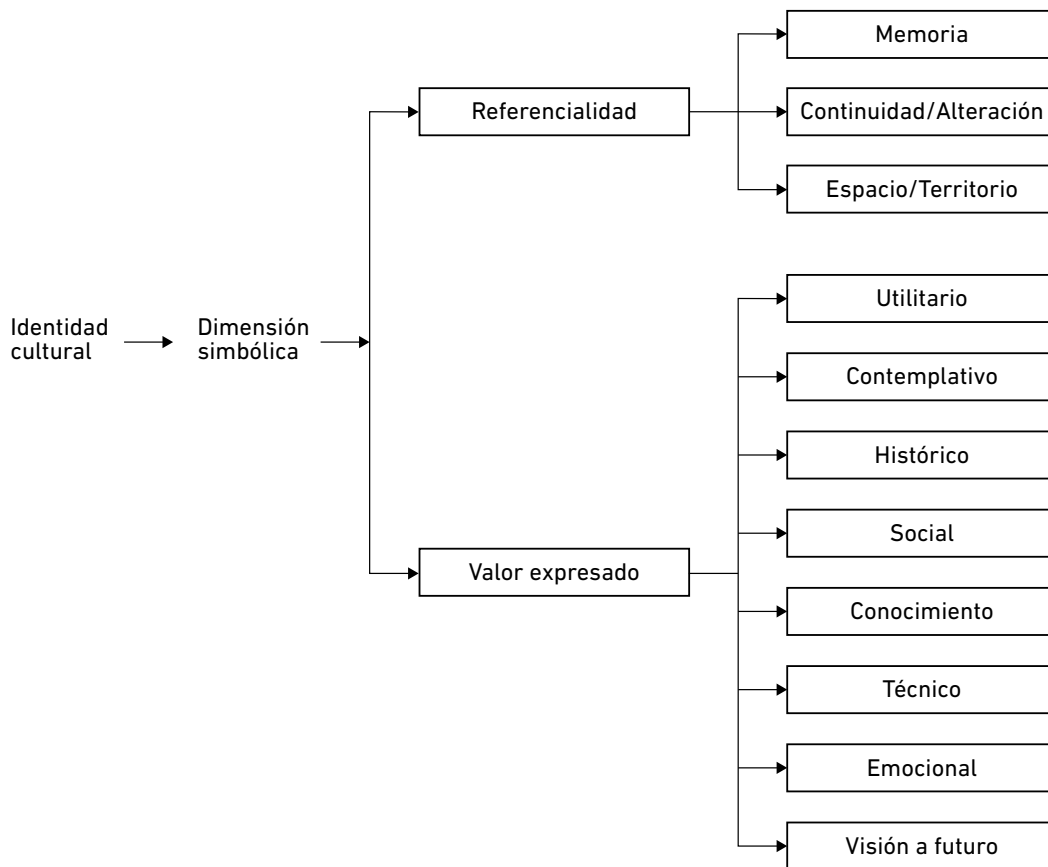 Identidad
cultural
Dimensión
simbólica
Referencialidad
Memoria
Continuidad/Alteración
Espacio/Territorio
Valor expresado
Utilitario
Contemplativo
Histórico
Social
Conocimiento
Técnico
Emocional
Visión a futuro